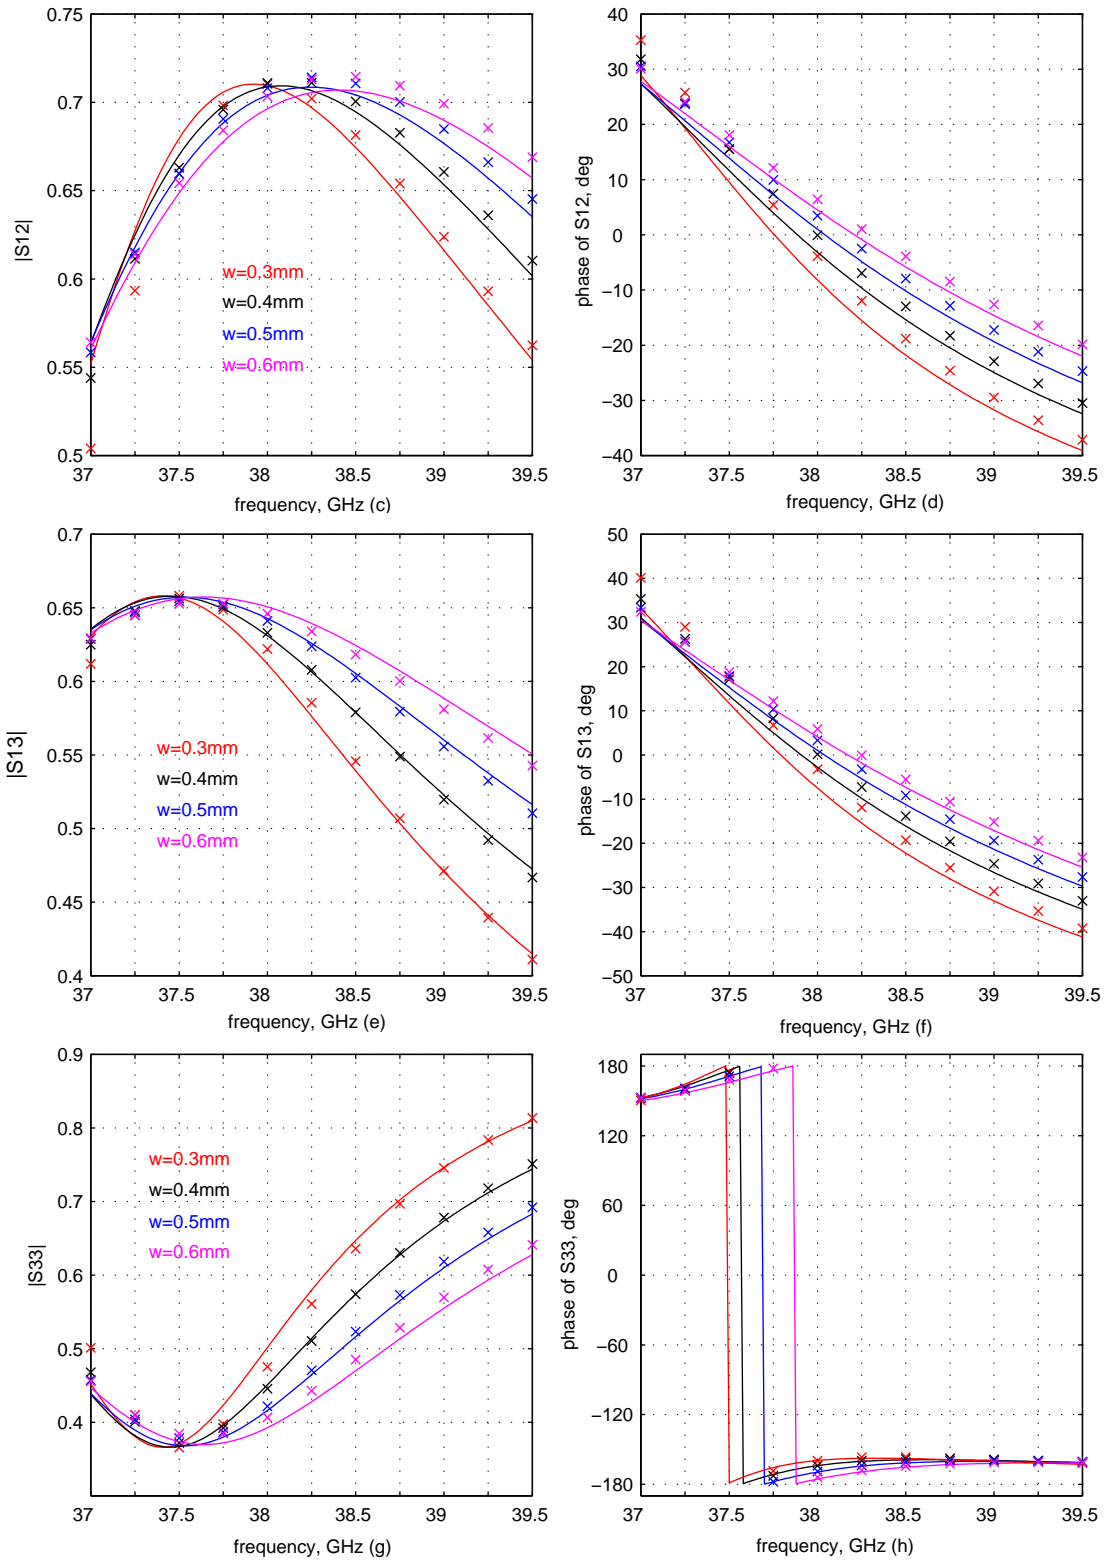 0.75
0.7
0.65
0.6
0.55
0.5
|S12|
w=0.3mm
w=0.4mm
w=0.5mm
w=0.6mm
37 37.5 38 38.5 39 39.5
frequency, GHz (c)
40
30
20
10
0
−10
−20
−30
−40
phase of S12, deg
37 37.5 38 38.5 39 39.5
frequency, GHz (d)
0.7
0.65
0.6
0.55
0.5
0.45
0.4
|S13|
w=0.3mm
w=0.4mm
w=0.5mm
w=0.6mm
37 37.5 38 38.5 39 39.5
frequency, GHz (e)
50
40
30
20
10
0
−10
−20
−30
−40
−50
phase of S13, deg
37 37.5 38 38.5 39 39.5
frequency, GHz (f)
0.9
0.8
0.7
0.6
0.5
0.4
|S33|
w=0.3mm
w=0.4mm
w=0.5mm
w=0.6mm
37 37.5 38 38.5 39 39.5
frequency, GHz (g)
180
120
60
0
−60
−120
−180
phase of S33, deg
37 37.5 38 38.5 39 39.5
frequency, GHz (h)